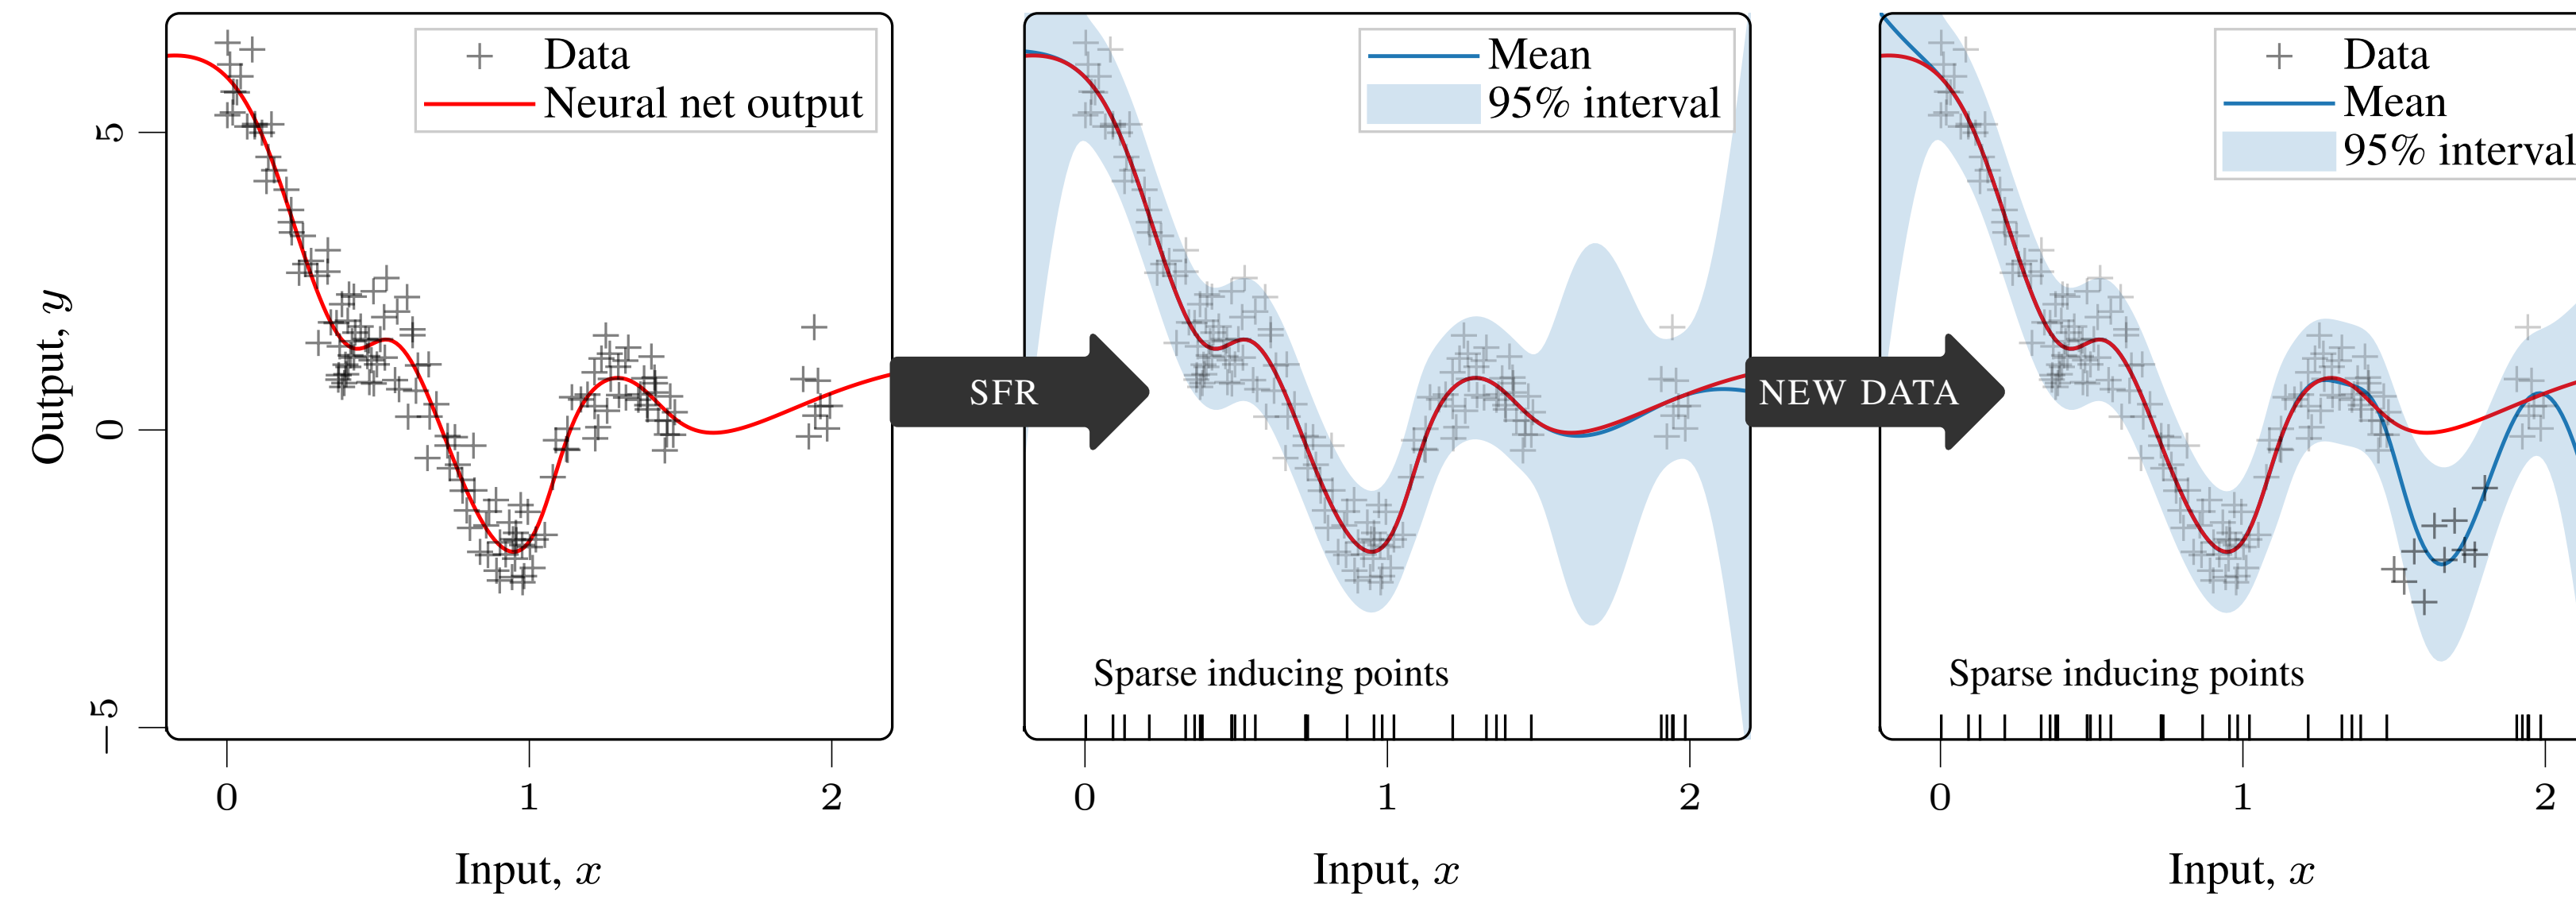 Data
Neural net output
Output, y
5
0
−5
0 1 2
Input, x
SFR
Mean
95% interval
Sparse inducing points
0 1 2
Input, x
NEW DATA
Data
Mean
95% interval
Sparse inducing points
0 1 2
Input, x